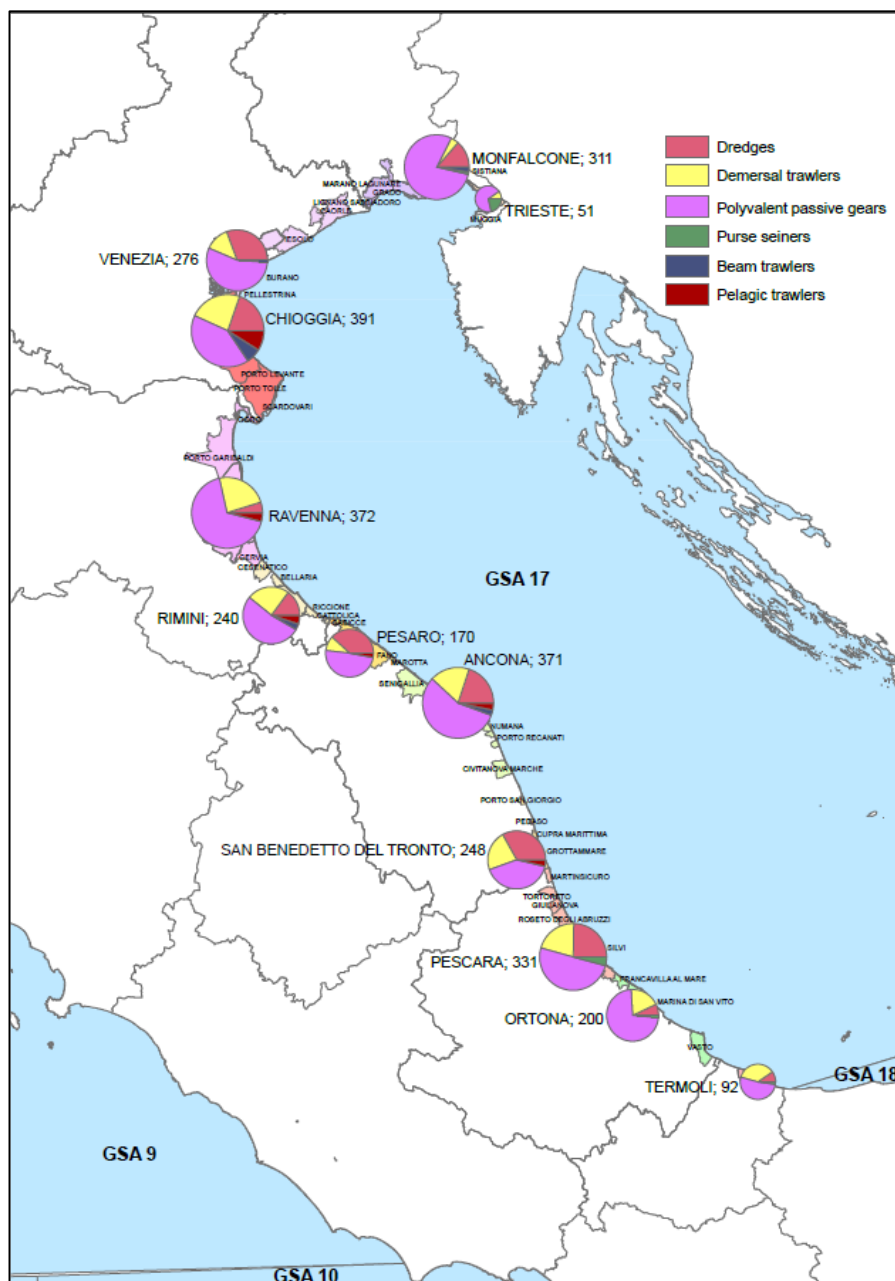 Dredges
Demersal trawlers
Polyvalent passive gears
Purse seiners
Beam trawlers
Pelagic trawlers
MONFALCONE; 311
SISTIANA
MARANO LAGUNARE
GRADO
LIGNANO SABBIADORO
CAORLE
TRIESTE; 51
MUGGIA
JESOLO
VENEZIA; 276
BURANO
PELLESTRINA
CHIOGGIA; 391
PORTO LEVANTE
PORTO TOLLE
SCARDOVARI
GORO
PORTO GARIBALDI
RAVENNA; 372
CERVIA
CESENATICO
BELLARIA
GSA 17
RIMINI; 240
RICCIONE
CATTOLICA
GABICCE
PESARO; 170
FANO
MAROTTA
ANCONA; 371
SENIGALLIA
NUMANA
PORTO RECANATI
CIVITANOVA MARCHE
PORTO SAN GIORGIO
PEDASO
CUPRA MARITTIMA
SAN BENEDETTO DEL TRONTO; 248
GROTTAMMARE
MARTINSICURO
TORTORETO
GIULIANOVA
ROSETO DEGLI ABRUZZI
SILVI
PESCARA; 331
FRANCAVILLA AL MARE
MARINA DI SAN VITO
ORTONA; 200
VASTO
TERMOLI; 92
GSA 18
GSA 9
GSA 10